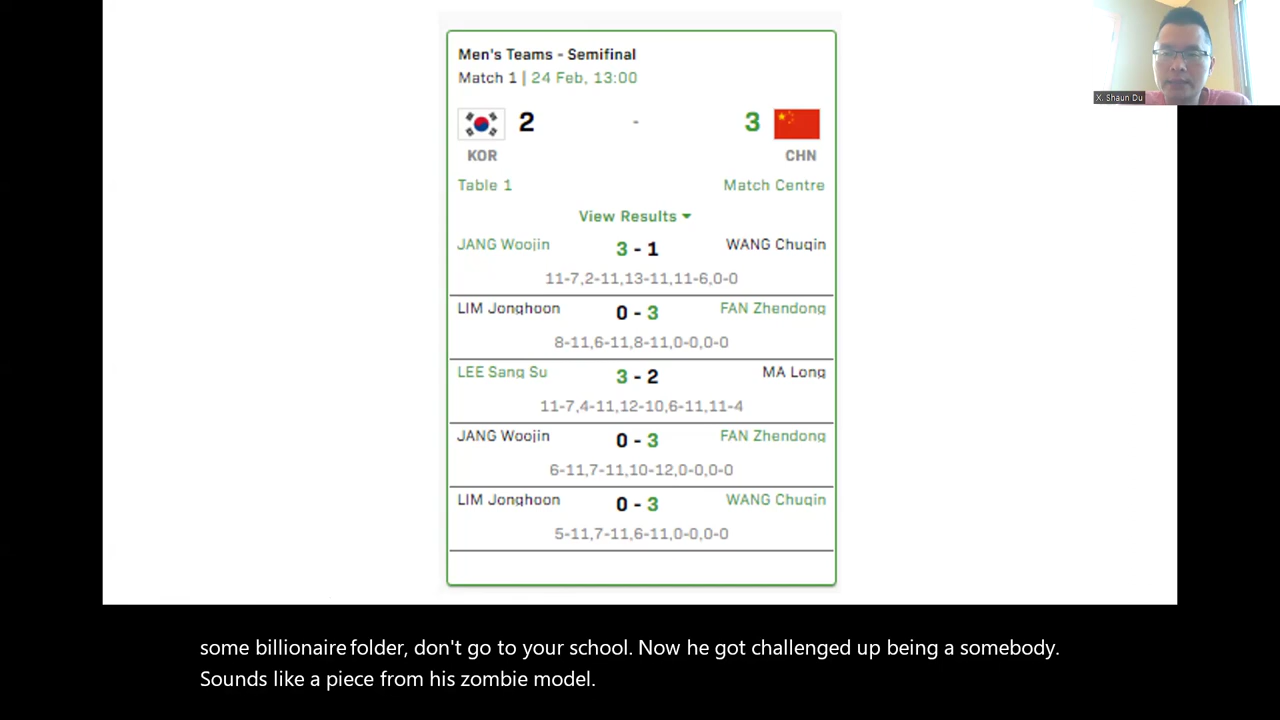 Men's Teams - Semifinal
Match 1 | 24 Feb, 13:00
2 - 3
KOR CHN
Table 1 Match Centre
View Results
JANG Woojin 3 - 1 WANG Chuqin
11-7,2-11,13-11,11-6,0-0
LIM Jonghoon 0 - 3 FAN Zhendong
8-11,6-11,8-11,0-0,0-0
LEE Sang Su 3 - 2 MA Long
11-7,4-11,12-10,6-11,11-4
JANG Woojin 0 - 3 FAN Zhendong
6-11,7-11,10-12,0-0,0-0
LIM Jonghoon 0 - 3 WANG Chuqin
5-11,7-11,6-11,0-0,0-0
X. Shaun Du
some billionaire folder, don't go to your school. Now he got challenged up being a somebody.
Sounds like a piece from his zombie model.